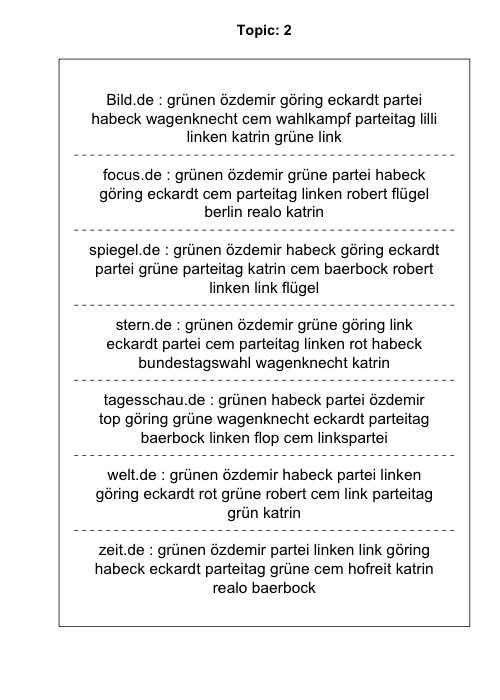 Topic: 2
Bild.de : grünen özdemir göring eckardt partei
habeck wagenknecht cem wahlkampf parteitag lilli
linken katrin grüne link
focus.de : grünen özdemir grüne partei habeck
göring eckardt cem parteitag linken robert flügel
berlin realo katrin
spiegel.de : grünen özdemir habeck göring eckardt
partei grüne parteitag katrin cem baerbock robert
linken link flügel
stern.de : grünen özdemir grüne göring link
eckardt partei cem parteitag linken rot habeck
bundestagswahl wagenknecht katrin
tagesschau.de : grünen habeck partei özdemir
top göring grüne wagenknecht eckardt parteitag
baerbock linken flop cem linkspartei
welt.de : grünen özdemir habeck partei linken
göring eckardt rot grüne robert cem link parteitag
grün katrin
zeit.de : grünen özdemir partei linken link göring
habeck eckardt parteitag grüne cem hofreit katrin
realo baerbock